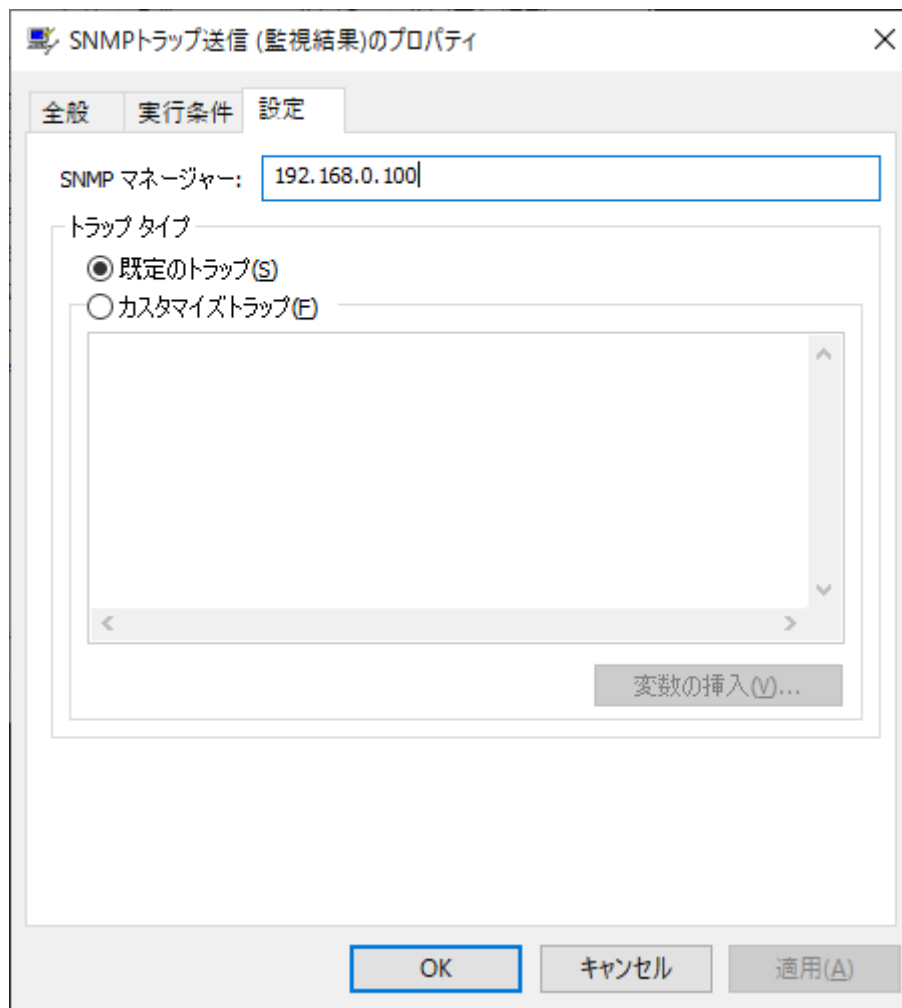 SNMPトラップ送信 (監視結果)のプロパティ
全般 実行条件 設定
SNMP マネージャー: 192.168.0.100
トラップ タイプ
既定のトラップ(S)
カスタマイズトラップ(F)
変数の挿入(V)...
OK キャンセル 適用(A)